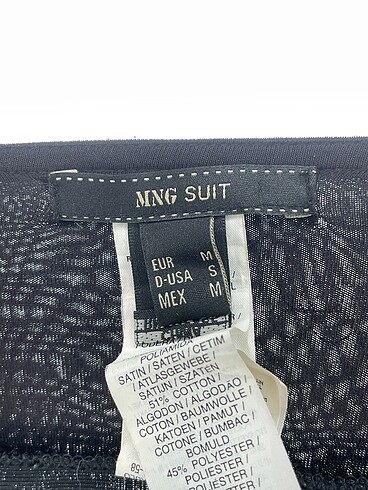 MNG SUIT
EUR M
D-USA S
MEX M
POLIAMIDA
SATIN / SATEN / CETIM
/ ATLASGEWEBE /
SATIJN / SZATEN
51% COTON /
ALGODON / ALGODAO /
COTON / BAUMWOLLE /
KATOEN / PAMUT /
COTONE / BUMBAC /
BOMULD
45% POLYESTER /
POLIESTER /